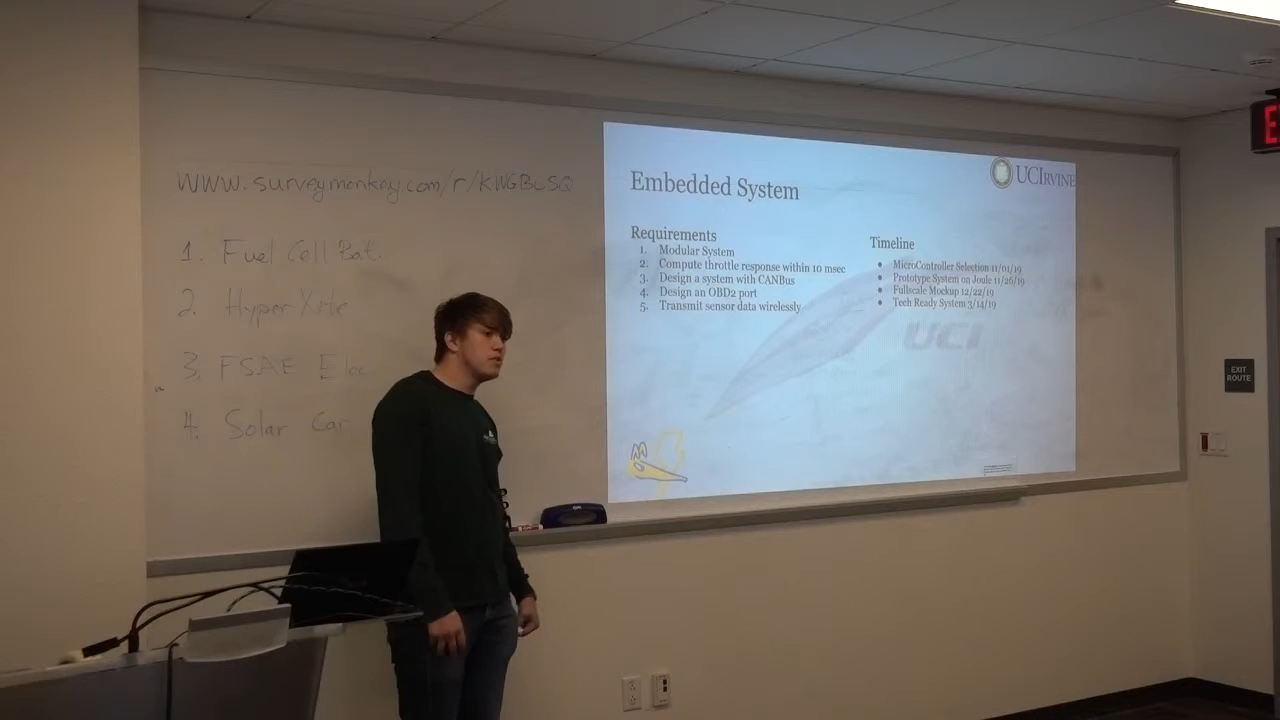 www.surveymonkey.com/r/KWGBLSQ
1. Fuel Cell Bat.
2. HyperXite
3. FSAE Elec
4. Solar Car
Embedded System
UCIRVINE
Requirements
1. Modular System
2. Compute throttle response within 10 msec
3. Design a system with CANBus
4. Design an OBD2 port
5. Transmit sensor data wirelessly
Timeline
• MicroController Selection 11/01/19
• Prototype System on Joule 11/26/19
• Fullscale Mockup 12/22/19
• Tech Ready System 3/14/19
UCI
EXIT
ROUTE